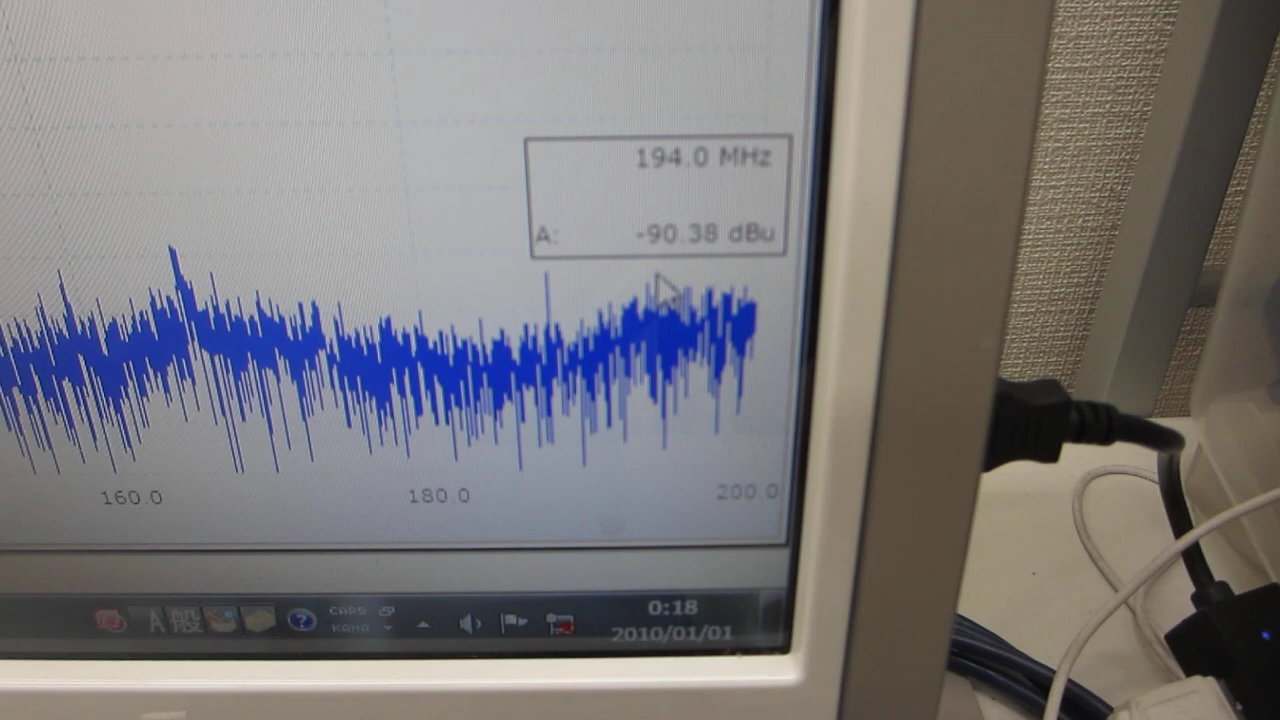 194.0 MHz
A: -90.38 dBu
160.0 180.0 200.0
A 般 ? CAPS
KANA
0:18
2010/01/01